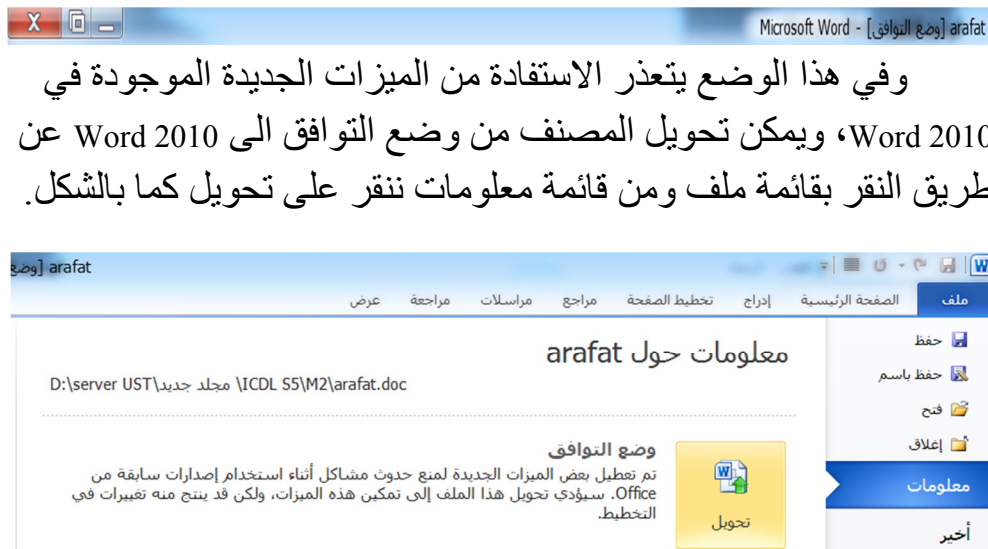 arafat [وضع التوافق] - Microsoft Word
وفي هذا الوضع يتعذر الاستفادة من الميزات الجديدة الموجودة في
Word 2010، ويمكن تحويل المصنف من وضع التوافق الى Word 2010 عن
طريق النقر بقائمة ملف ومن قائمة معلومات ننقر على تحويل كما بالشكل.
arafat [وضع
ملف الصفحة الرئيسية إدراج تخطيط الصفحة مراجع مراسلات مراجعة عرض
حفظ
حفظ باسم
فتح
إغلاق
معلومات
أخير
معلومات حول arafat
D:\server UST\مجلد جديد\ICDL S5\M2\arafat.doc
تحويل
وضع التوافق
تم تعطيل بعض الميزات الجديدة لمنع حدوث مشاكل أثناء استخدام إصدارات سابقة من
Office. سيؤدي تحويل هذا الملف إلى تمكين هذه الميزات، ولكن قد ينتج منه تغييرات في
التخطيط.